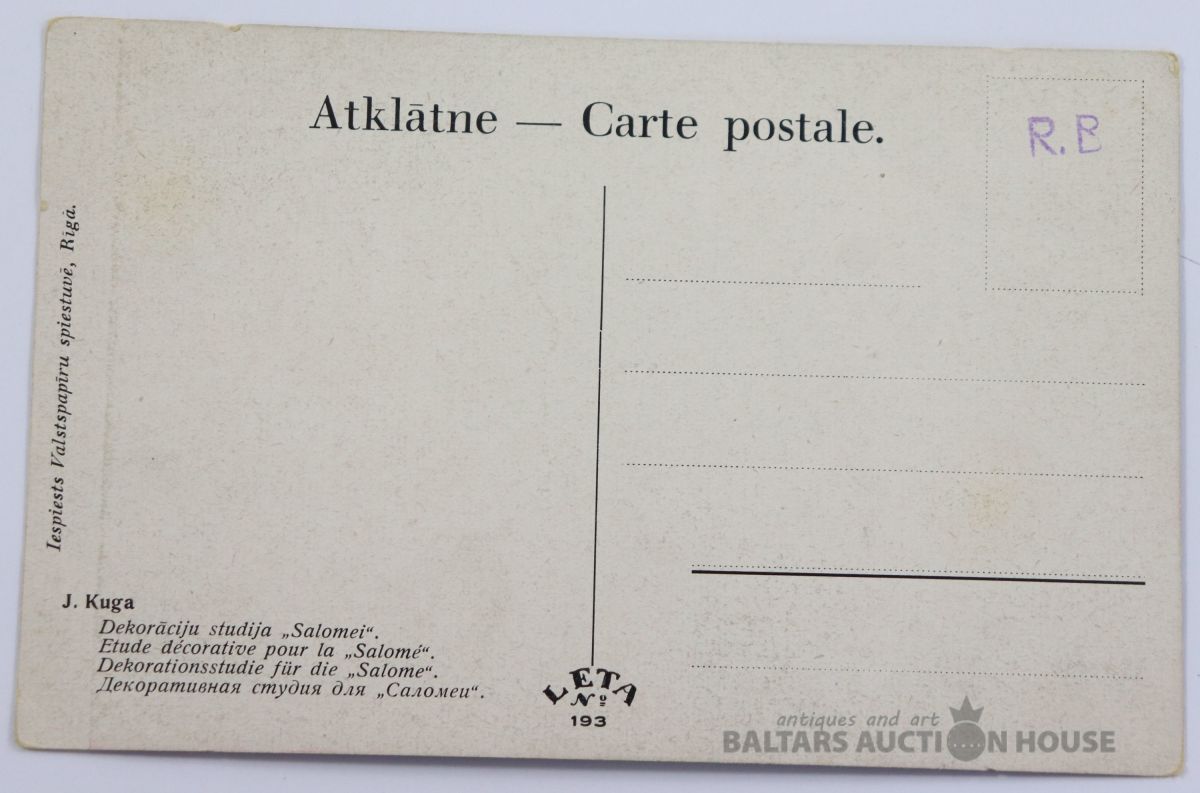 Atklātne — Carte postale.
R. B
Iespiests Valstspapīru spiestuvē, Rīgā.
J. Kuga
Dekorāciju studija „Salomei“.
Etude décorative pour la „Salomé“.
Dekorationsstudie für die „Salome“.
Декоративная студия для „Саломеи“.
LETA
№
193
antiques and art
BALTARS AUCTION HOUSE